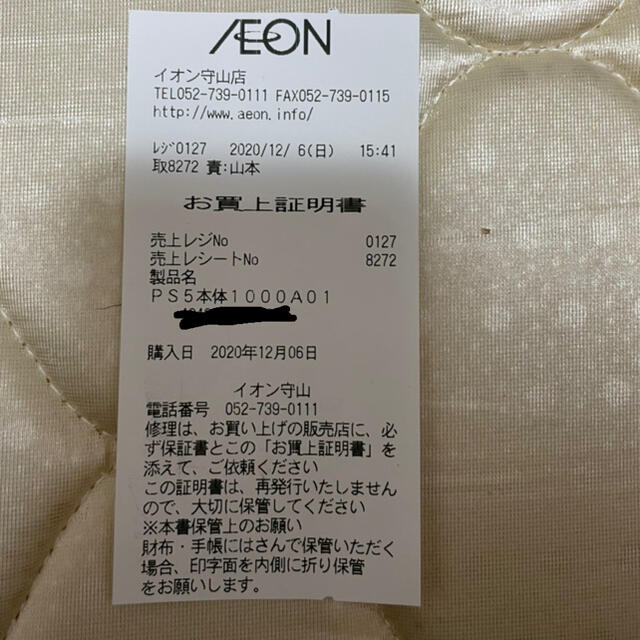 ÆON
イオン守山店
TEL052-739-0111 FAX052-739-0115
http://www.aeon.info/
ﾚｼﾞ0127 2020/12/ 6(日) 15:41
取8272 責:山本
お買上証明書
売上レジNo 0127
売上レシートNo 8272
製品名
ＰＳ５本体１０００Ａ０１
購入日 2020年12月06日
イオン守山
電話番号 052-739-0111
修理は、お買い上げの販売店に、必
ず保証書とこの「お買上証明書」を
添えて、ご依頼ください
この証明書は、再発行いたしません
ので、大切に保管してください
※本書保管上のお願い
財布・手帳にはさんで保管いただく
場合、印字面を内側に折り保管
をお願いします。